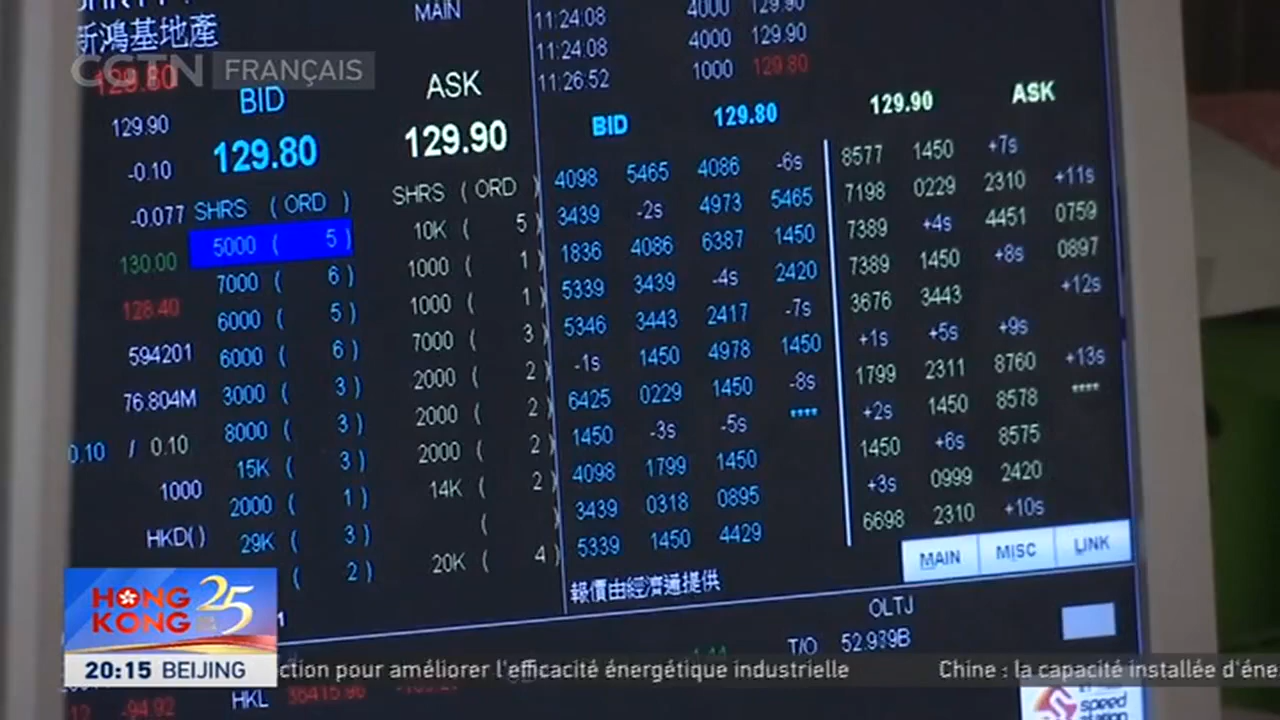 新鴻基地產
MAIN
CGTN FRANÇAIS
129.80
129.90
-0.10
-0.077
130.00
128.40
594201
76.804M
0.10 / 0.10
1000
HKD()
BID
129.80
SHRS ( ORD )
5000 ( 5 )
7000 ( 6 )
6000 ( 5 )
6000 ( 6 )
3000 ( 3 )
8000 ( 3 )
15K ( 3 )
2000 ( 1 )
29K ( 3 )
( 2 )
ASK
129.90
SHRS ( ORD )
10K ( 5 )
1000 ( 1 )
1000 ( 1 )
7000 ( 3 )
2000 ( 2 )
2000 ( 2 )
2000 ( 2 )
14K ( 2 )
( )
20K ( 4 )
11:24:08 4000 129.90
11:24:08 4000 129.90
11:26:52 1000 129.80
BID 129.80 129.90 ASK
4098 5465 4086 -6s
3439 -2s 4973 5465
1836 4086 6387 1450
5339 3439 -4s 2420
5346 3443 2417 -7s
-1s 1450 4978 1450
6425 0229 1450 -8s
1450 -3s -5s ****
4098 1799 1450
3439 0318 0895
5339 1450 4429
8577 1450 +7s +11s
7198 0229 2310 0759
7389 +4s 4451 0897
7389 1450 +8s +12s
3676 3443
+1s +5s +9s +13s
1799 2311 8760 ****
+2s 1450 8578
1450 +6s 8575
+3s 0999 2420
6698 2310 +10s
MAIN MISC LINK
報價由經濟通提供
OLTJ
T/O 52.939B
HONG KONG 25
20:15 BEIJING
ction pour améliorer l'efficacité énergétique industrielle Chine : la capacité installée d'éne
-94.92 HKL
speed